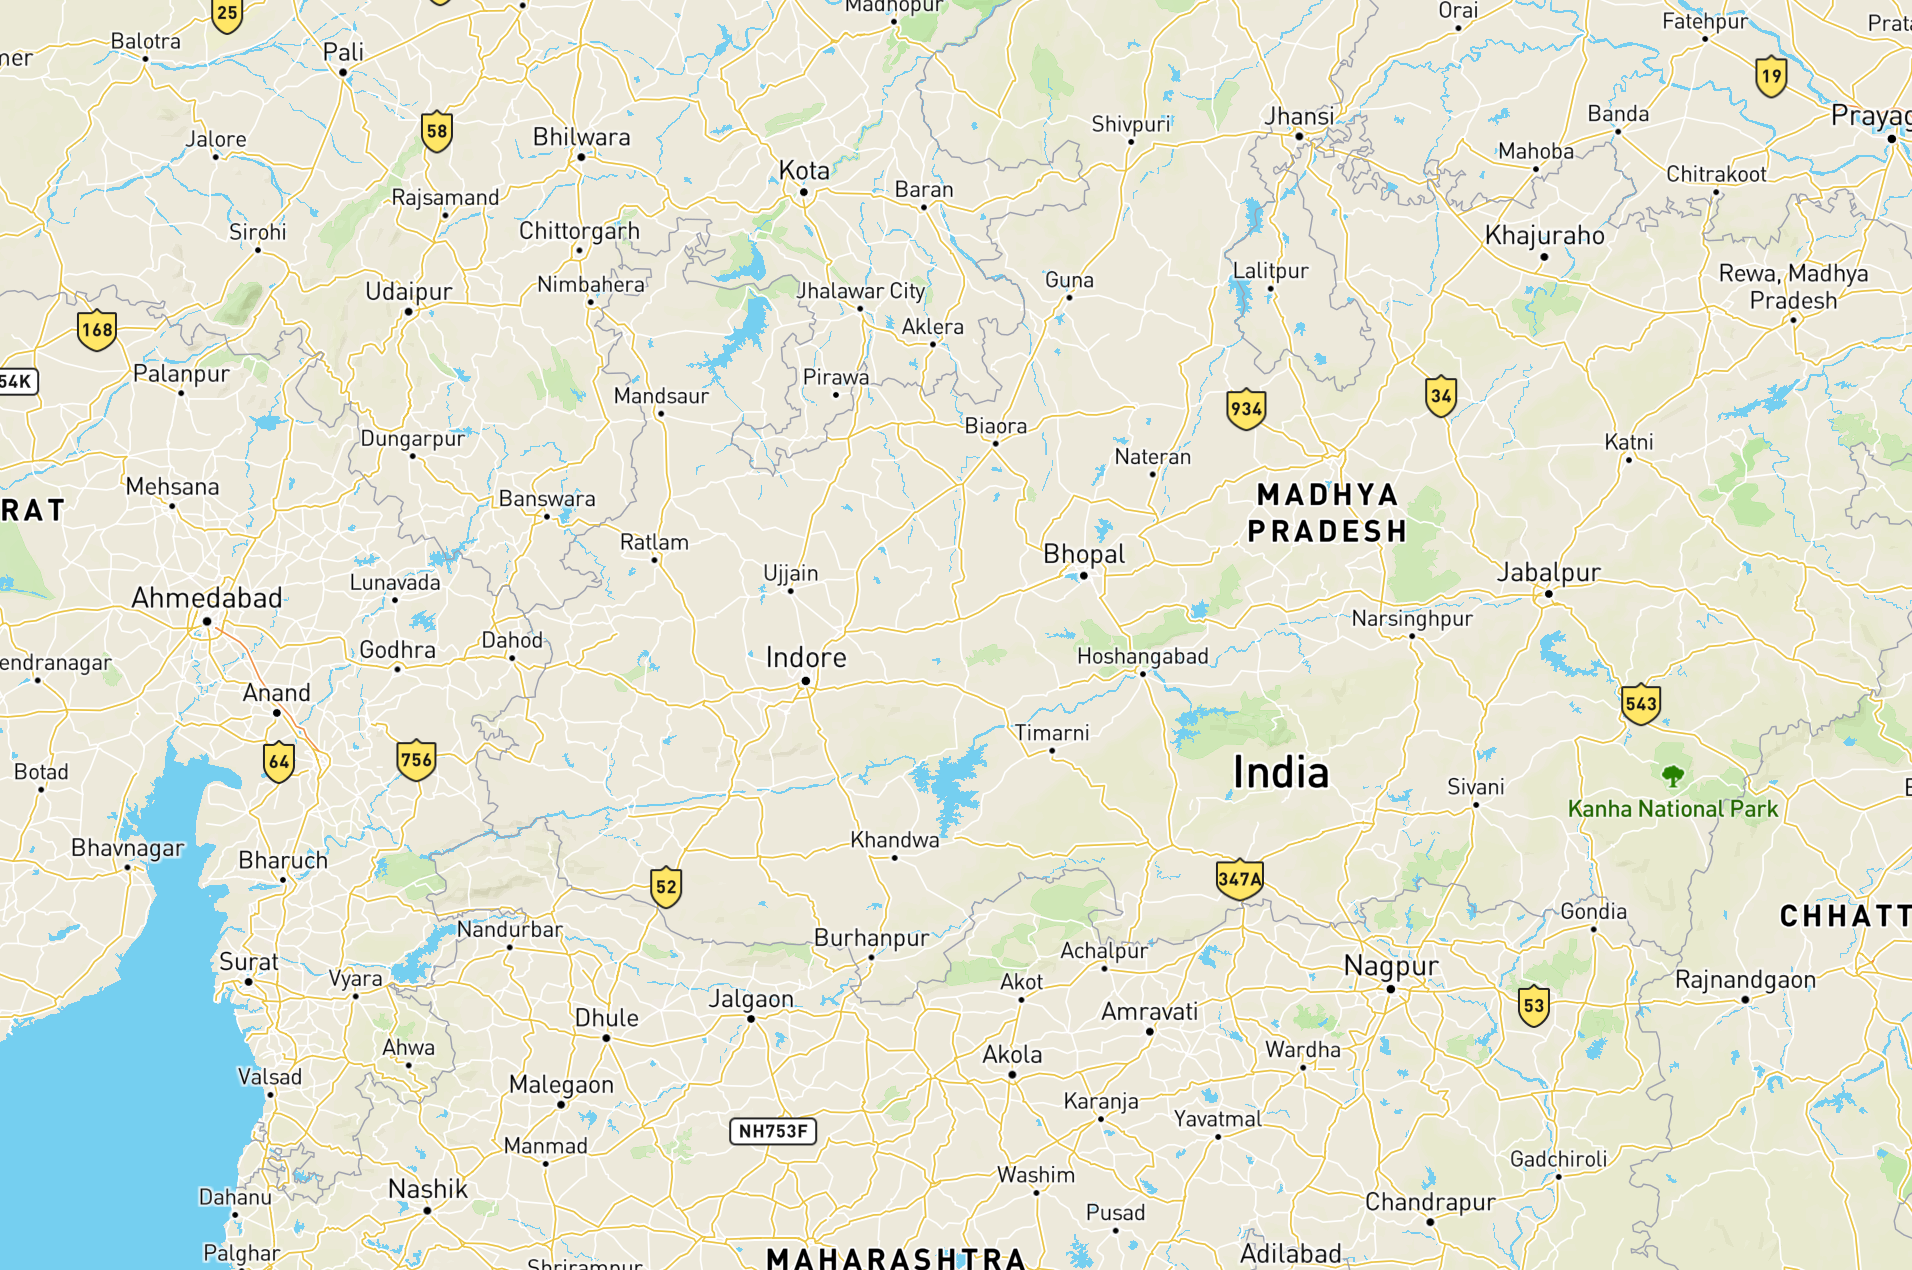 25
Madhopur
Orai
Fatehpur
Balotra
Pali
19
58
Bhilwara
Shivpuri
Jhansi
Banda
Jalore
Mahoba
Kota
Chitrakoot
Rajsamand
Baran
Sirohi
Chittorgarh
Khajuraho
Nimbahera
Guna
Lalitpur
Rewa, Madhya
Pradesh
Udaipur
Jhalawar City
168
Aklera
54K
Palanpur
Pirawa
Mandsaur
934
34
Biaora
Dungarpur
Katni
Nateran
Mehsana
Banswara
MADHYA
PRADESH
RAT
Ratlam
Bhopal
Ujjain
Jabalpur
Lunavada
Ahmedabad
Narsinghpur
Dahod
Godhra
Indore
Hoshangabad
endranagar
Anand
543
Timarni
64
756
Botad
India
Sivani
Kanha National Park
Khandwa
Bhavnagar
Bharuch
52
347A
Gondia
CHHATT
Nandurbar
Burhanpur
Achalpur
Surat
Nagpur
Vyara
Akot
Rajnandgaon
Jalgaon
53
Dhule
Amravati
Ahwa
Akola
Wardha
Valsad
Malegaon
Karanja
Yavatmal
NH753F
Manmad
Gadchiroli
Washim
Nashik
Dahanu
Chandrapur
Pusad
Palghar
MAHARASHTRA
Adilabad